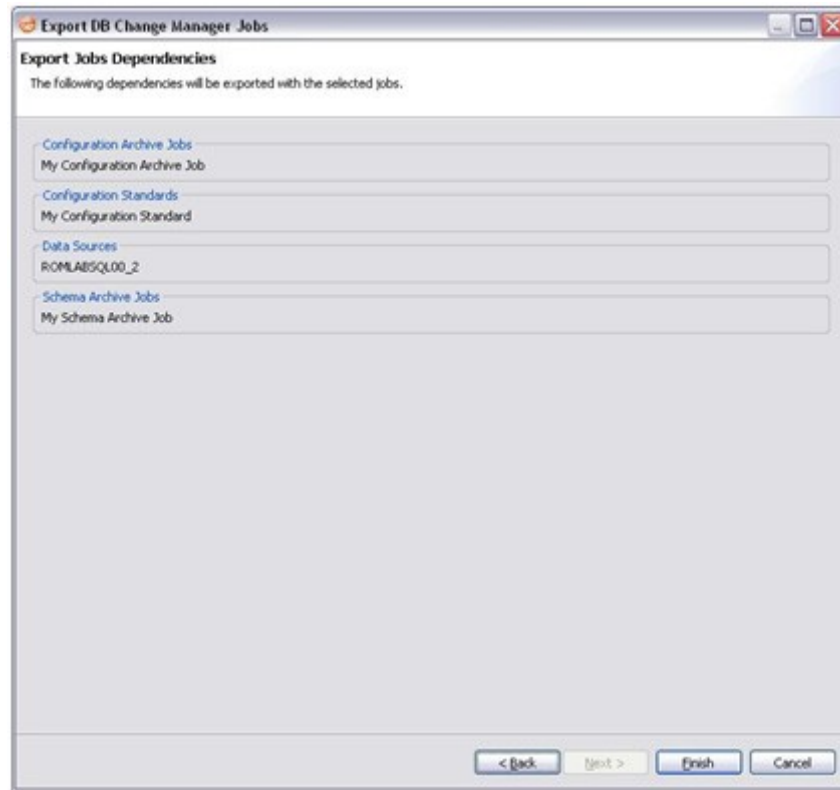 Export DB Change Manager Jobs
Export Jobs Dependencies
The following dependencies will be exported with the selected jobs.
Configuration Archive Jobs
My Configuration Archive Job
Configuration Standards
My Configuration Standard
Data Sources
ROMLABSQL00_2
Schema Archive Jobs
My Schema Archive Job
< Back Next > Finish Cancel